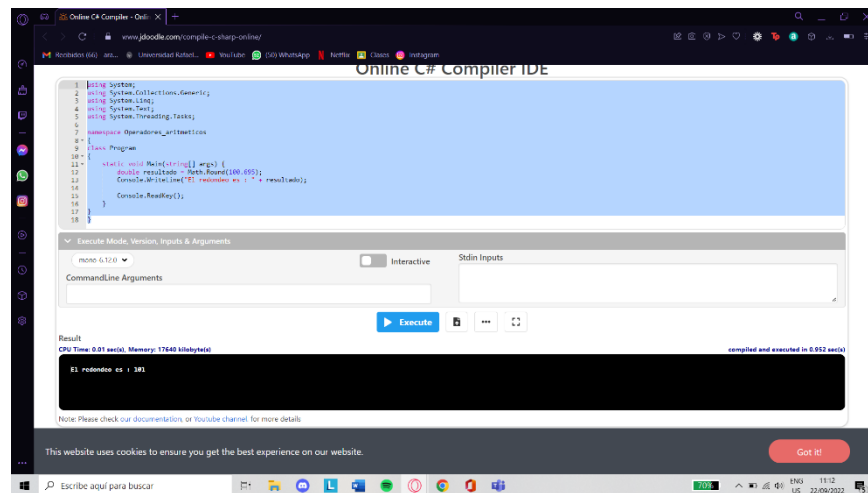 Online C# Compiler - Onlin
www.jdoodle.com/compile-c-sharp-online/
Recibidos (66)
Universidad Rafael... YouTube (50) WhatsApp Netflix Clases Instagram
Online C# Compiler IDE
1 using System;
2 using System.Collections.Generic;
3 using System.Linq;
4 using System.Text;
5 using System.Threading.Tasks;
6
7 namespace Operadores_aritmeticos
8 {
9 class Program
10 {
11 static void Main(string[] args) {
12 double resultado = Math.Round(100.695);
13 Console.WriteLine("El redondeo es : " + resultado);
14
15 Console.ReadKey();
16 }
17 }
18 }
Execute Mode, Version, Inputs & Arguments
mono 6.12.0
Interactive
Stdin Inputs
CommandLine Arguments
Execute
Result
CPU Time: 0.01 sec(s), Memory: 17640 kilobyte(s)
compiled and executed in 0.952 sec(s)
El redondeo es : 101
Note: Please check our documentation, or Youtube channel, for more details
This website uses cookies to ensure you get the best experience on our website.
Got it!
Escribe aquí para buscar
70%
ENG
11:12
US
22/09/2022